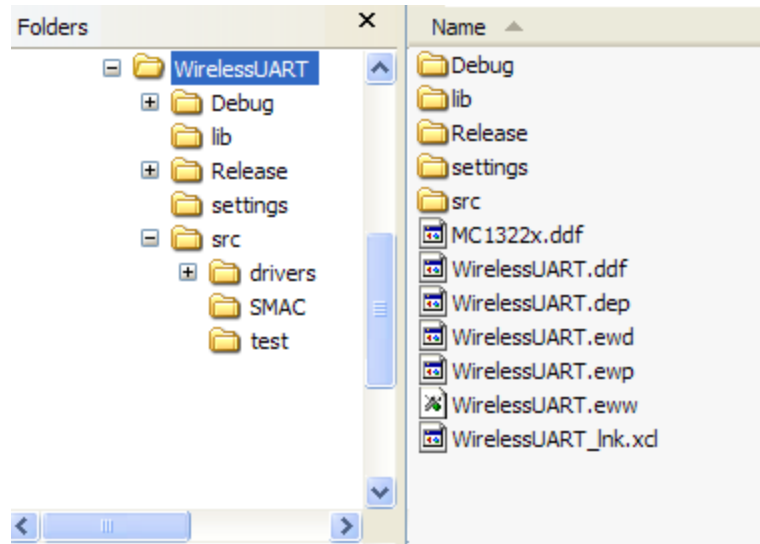 Folders
WirelessUART
Debug
lib
Release
settings
src
drivers
SMAC
test
Name
Debug
lib
Release
settings
src
MC1322x.ddf
WirelessUART.ddf
WirelessUART.dep
WirelessUART.ewd
WirelessUART.ewp
WirelessUART.eww
WirelessUART_lnk.xcl